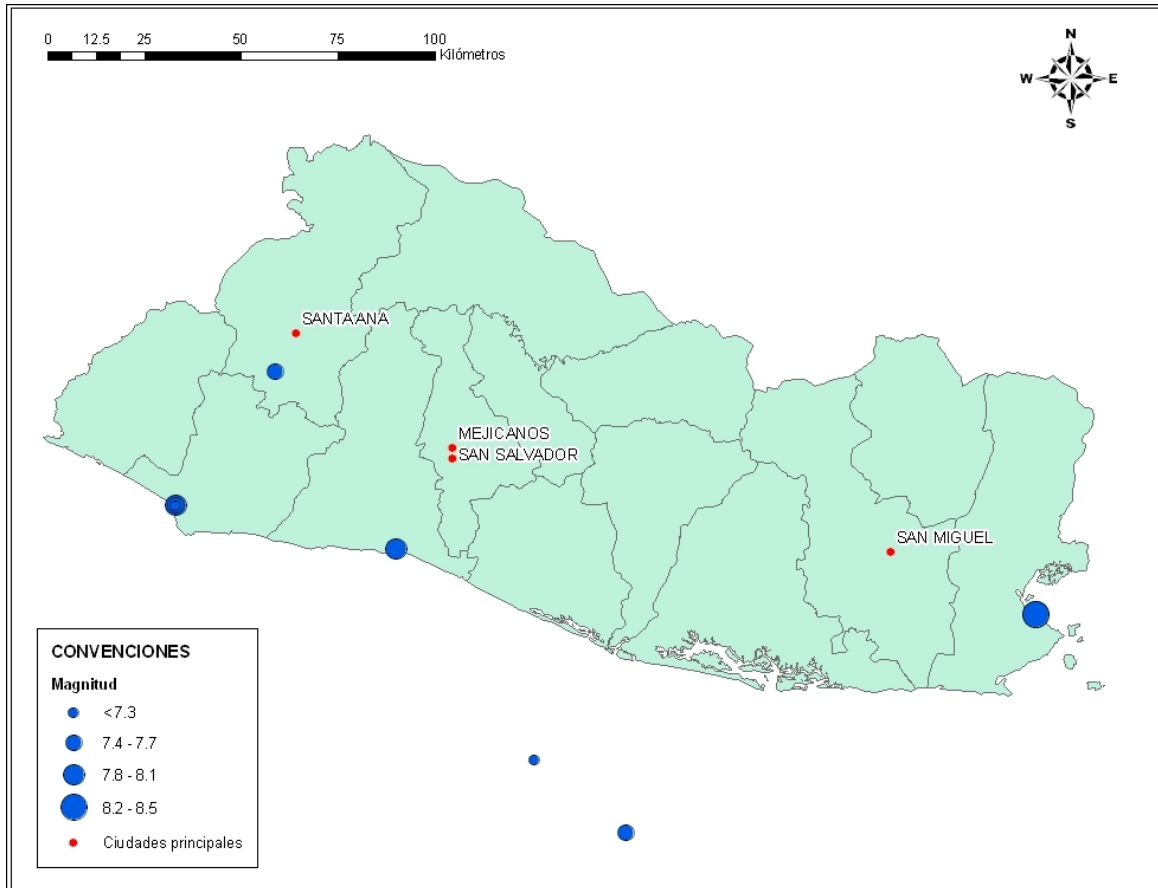 0 12.5 25 50 75 100
Kilómetros
N
W E
S
SANTA ANA
MEJICANOS
SAN SALVADOR
SAN MIGUEL
CONVENCIONES
Magnitud
<7.3
7.4 - 7.7
7.8 - 8.1
8.2 - 8.5
Ciudades principales